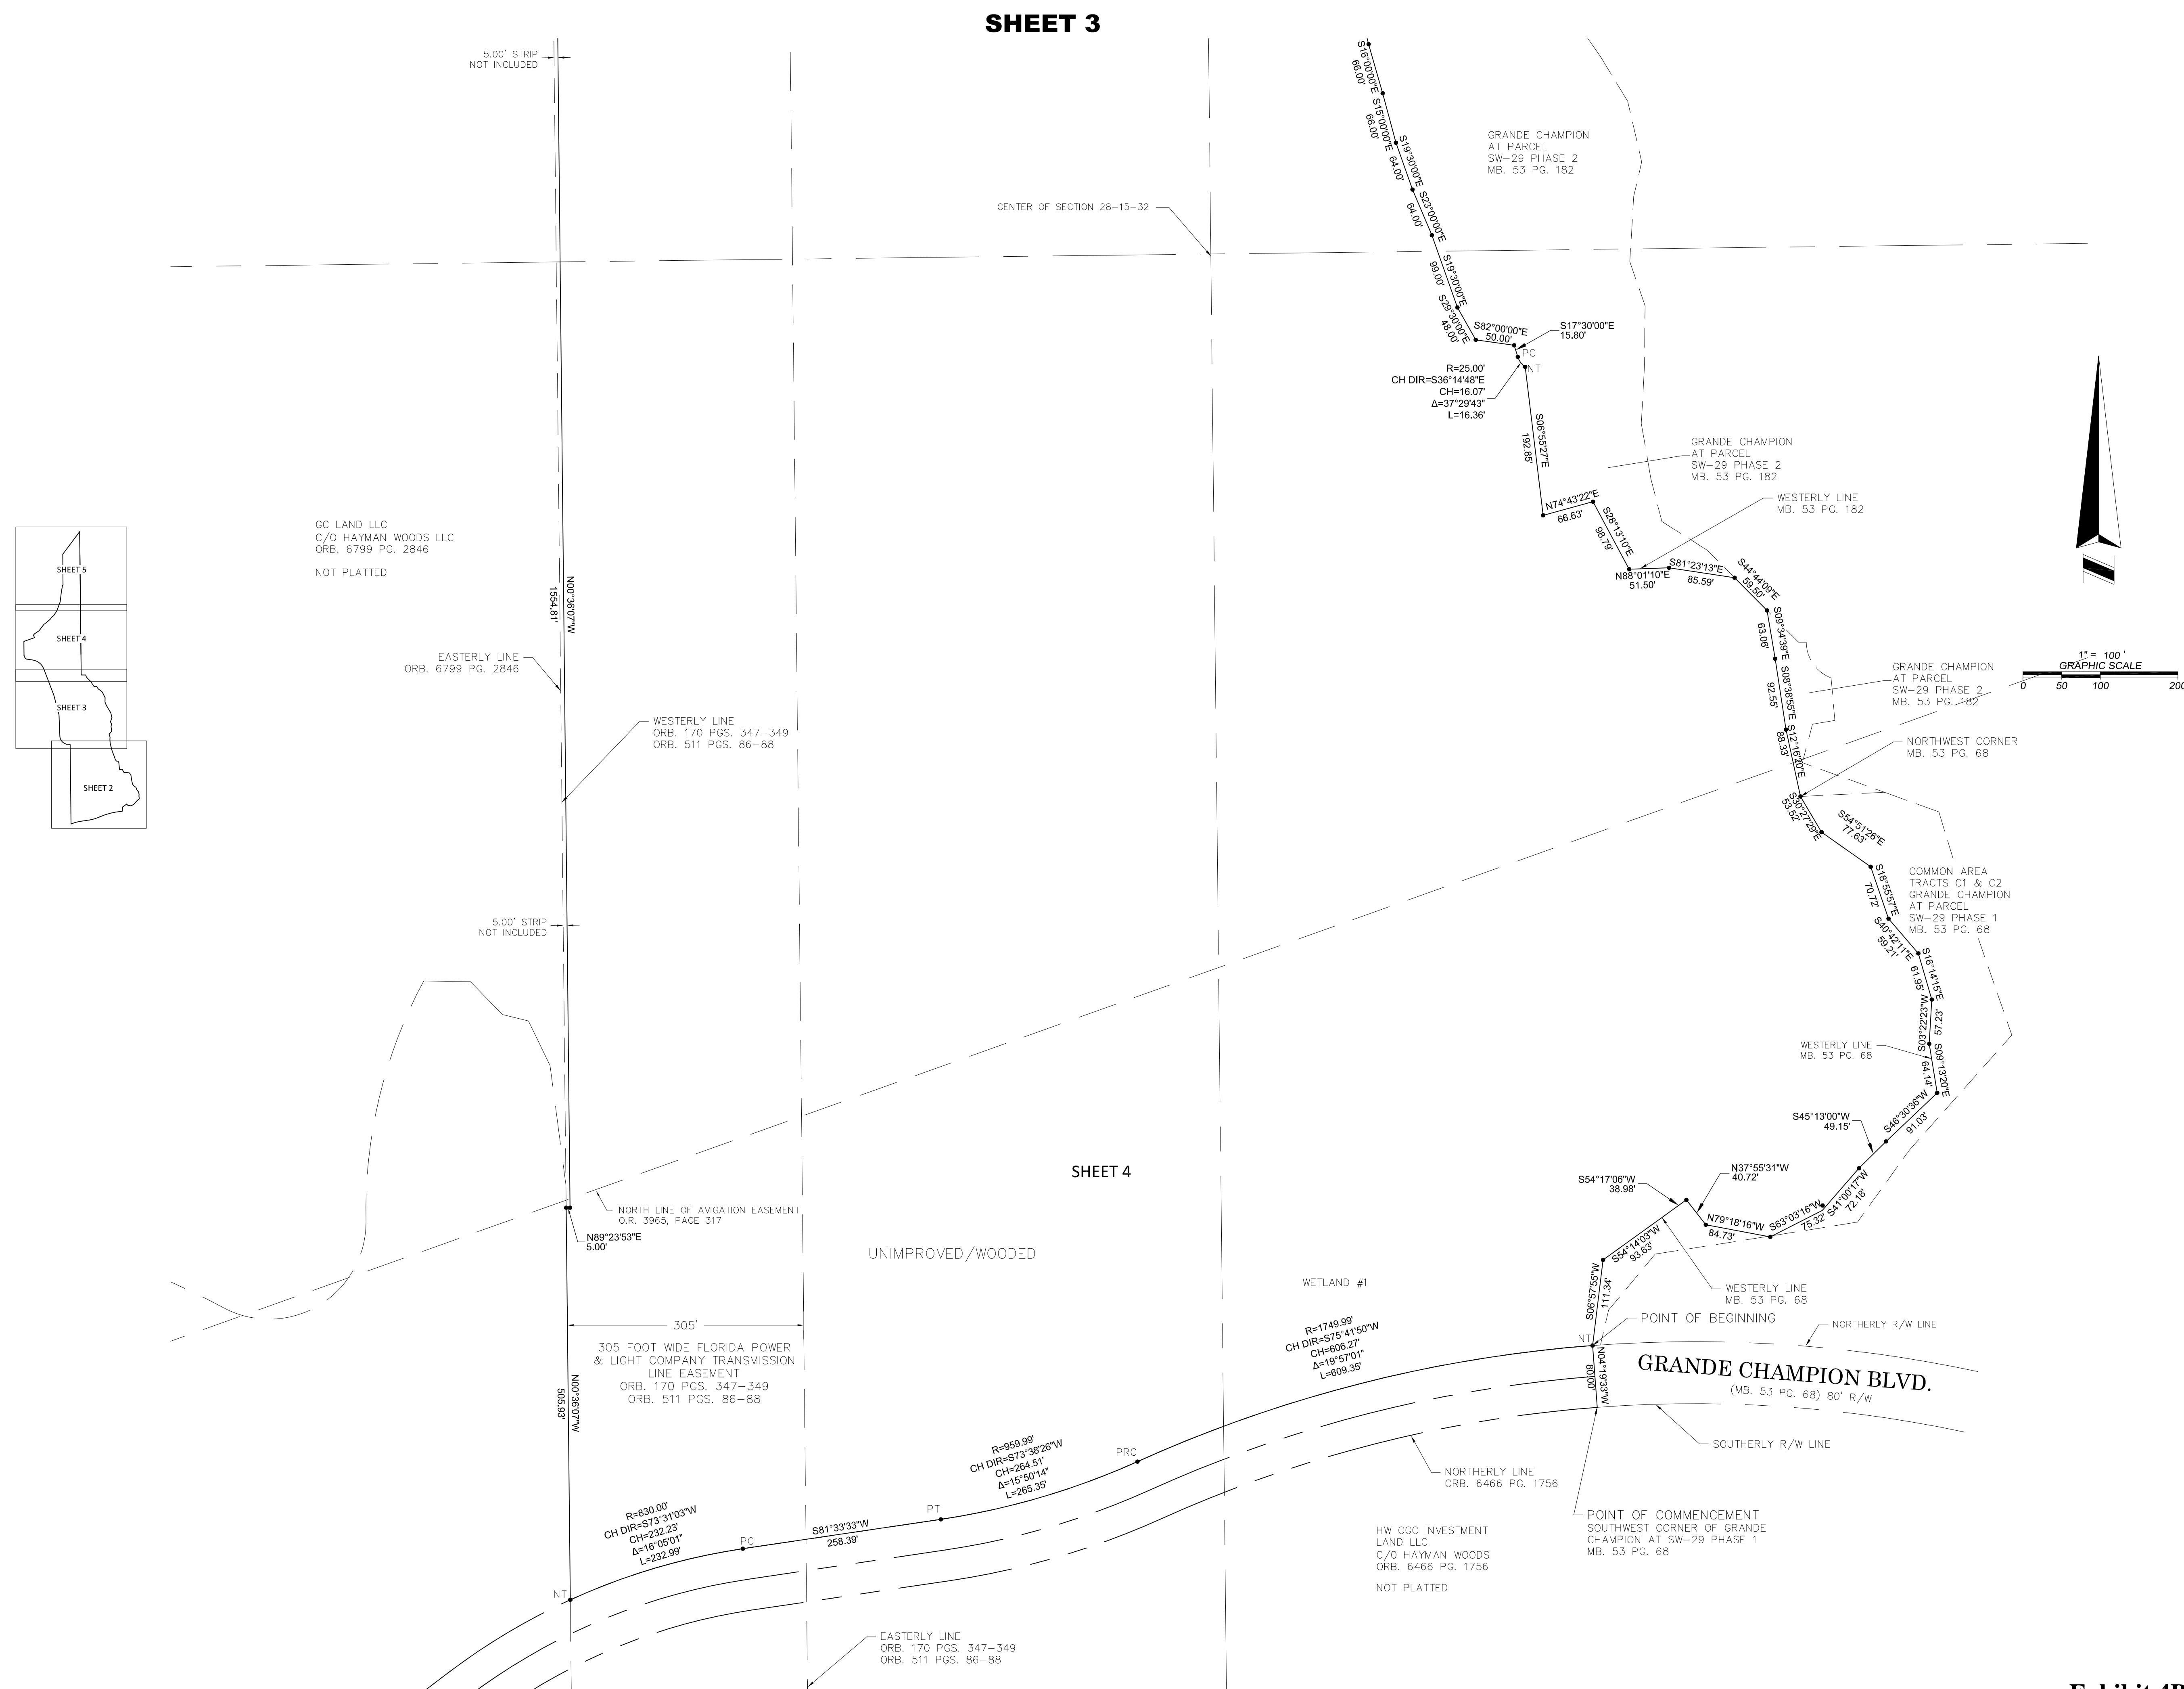 SHEET 3
5.00' STRIP
NOT INCLUDED
S16°00'00"E
66.00'
S15°00'00"E
66.00'
S19°30'00"E
64.00'
S23°00'00"E
64.00'
S19°30'00"E
99.00'
S29°30'00"E
48.00'
S82°00'00"E
50.00'
S17°30'00"E
15.80'
PC
NT
R=25.00'
CH DIR=S36°14'48"E
CH=16.07'
Δ=37°29'43"
L=16.36'
GRANDE CHAMPION
AT PARCEL
SW-29 PHASE 2
MB. 53 PG. 182
CENTER OF SECTION 28-15-32
S06°55'27"E
192.85'
GRANDE CHAMPION
AT PARCEL
SW-29 PHASE 2
MB. 53 PG. 182
WESTERLY LINE
MB. 53 PG. 182
N74°43'22"E
66.63'
S28°13'10"E
98.79'
N88°01'10"E
51.50'
S81°23'13"E
85.59'
S44°44'09"E
59.50'
S09°34'39"E
63.06'
S08°38'55"E
92.55'
S12°16'20"E
88.33'
GRANDE CHAMPION
AT PARCEL
SW-29 PHASE 2
MB. 53 PG. 182
1" = 100 '
GRAPHIC SCALE
0 50 100 200
GC LAND LLC
C/O HAYMAN WOODS LLC
ORB. 6799 PG. 2846
NOT PLATTED
SHEET 5
SHEET 4
SHEET 3
SHEET 2
N00°36'07"W
1554.81'
EASTERLY LINE
ORB. 6799 PG. 2846
WESTERLY LINE
ORB. 170 PGS. 347-349
ORB. 511 PGS. 86-88
NORTHWEST CORNER
MB. 53 PG. 68
S30°27'29"E
53.52'
S54°51'26"E
77.63'
S18°55'57"E
70.72'
COMMON AREA
TRACTS C1 & C2
GRANDE CHAMPION
AT PARCEL
SW-29 PHASE 1
MB. 53 PG. 68
5.00' STRIP
NOT INCLUDED
S40°42'11"E
59.21'
S16°14'15"E
61.95'
S03°22'23"W
57.23'
WESTERLY LINE
MB. 53 PG. 68
S09°13'20"E
64.14'
S46°30'36"W
91.03'
S45°13'00"W
49.15'
S41°00'17"W
72.18'
S63°03'16"W
75.32'
N79°18'16"W
84.73'
N37°55'31"W
40.72'
S54°17'06"W
38.98'
SHEET 4
S54°14'03"W
93.63'
S06°57'55"W
111.34'
NORTH LINE OF AVIGATION EASEMENT
O.R. 3965, PAGE 317
N89°23'53"E
5.00'
UNIMPROVED/WOODED
WETLAND #1
WESTERLY LINE
MB. 53 PG. 68
POINT OF BEGINNING
NORTHERLY R/W LINE
NT
N04°19'33"W
80.00'
GRANDE CHAMPION BLVD.
(MB. 53 PG. 68) 80' R/W
SOUTHERLY R/W LINE
305'
305 FOOT WIDE FLORIDA POWER
& LIGHT COMPANY TRANSMISSION
LINE EASEMENT
ORB. 170 PGS. 347-349
ORB. 511 PGS. 86-88
N00°36'07"W
505.93'
R=1749.99'
CH DIR=S75°41'50"W
CH=606.27'
Δ=19°57'01"
L=609.35'
PRC
R=959.99'
CH DIR=S73°38'26"W
CH=264.51'
Δ=15°50'14"
L=265.35'
PT
S81°33'33"W
258.39'
PC
R=830.00'
CH DIR=S73°31'03"W
CH=232.23'
Δ=16°05'01"
L=232.99'
NT
NORTHERLY LINE
ORB. 6466 PG. 1756
POINT OF COMMENCEMENT
SOUTHWEST CORNER OF GRANDE
CHAMPION AT SW-29 PHASE 1
MB. 53 PG. 68
HW CGC INVESTMENT
LAND LLC
C/O HAYMAN WOODS
ORB. 6466 PG. 1756
NOT PLATTED
EASTERLY LINE
ORB. 170 PGS. 347-349
ORB. 511 PGS. 86-88